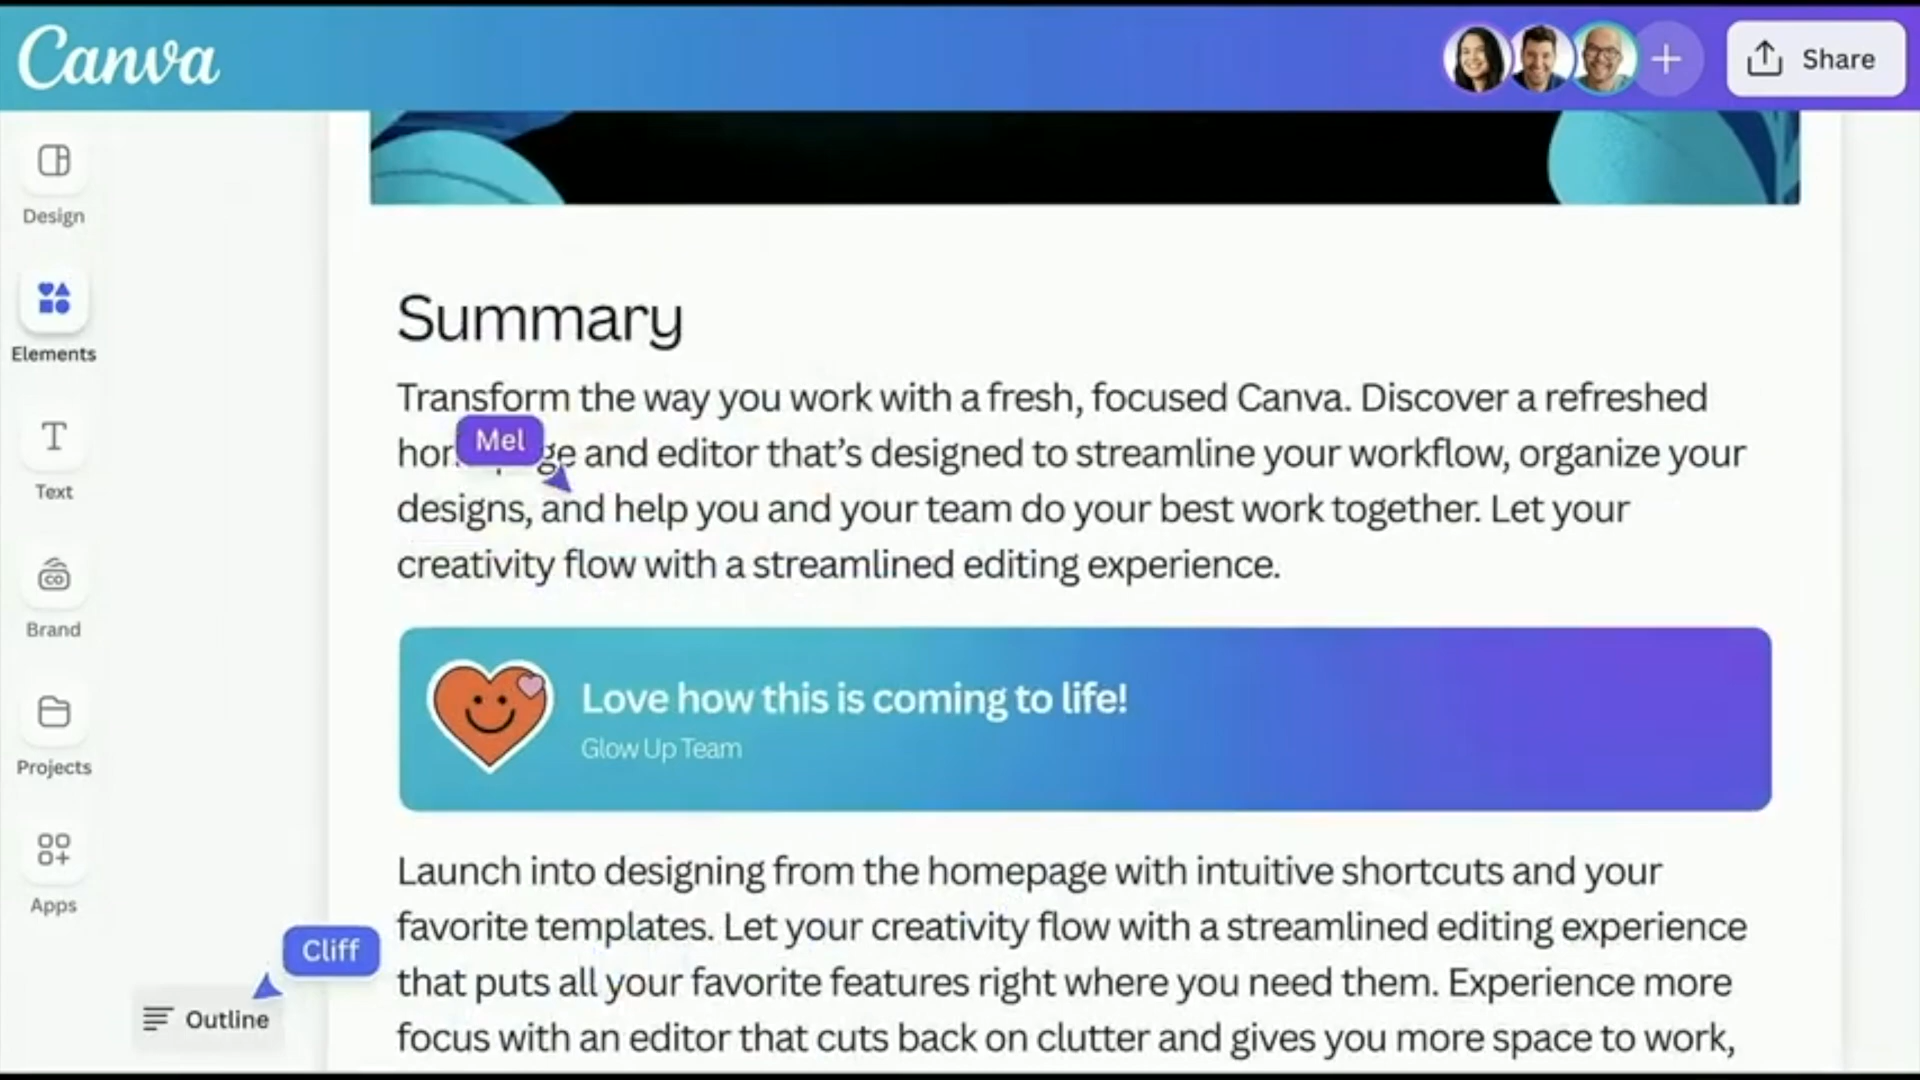 Canva
Share
Design
Elements
Text
Brand
CO
Projects
Apps
Outline
Summary
Transform the way you work with a fresh, focused Canva. Discover a refreshed
and editor that’s designed to streamline your workflow, organize your
designs, and help you and your team do your best work together. Let your
creativity flow with a streamlined editing experience.
Mel
Love how this is coming to life!
Glow Up Team
Launch into designing from the homepage with intuitive shortcuts and your
favorite templates. Let your creativity flow with a streamlined editing experience
that puts all your favorite features right where you need them. Experience more
focus with an editor that cuts back on clutter and gives you more space to work,
Cliff